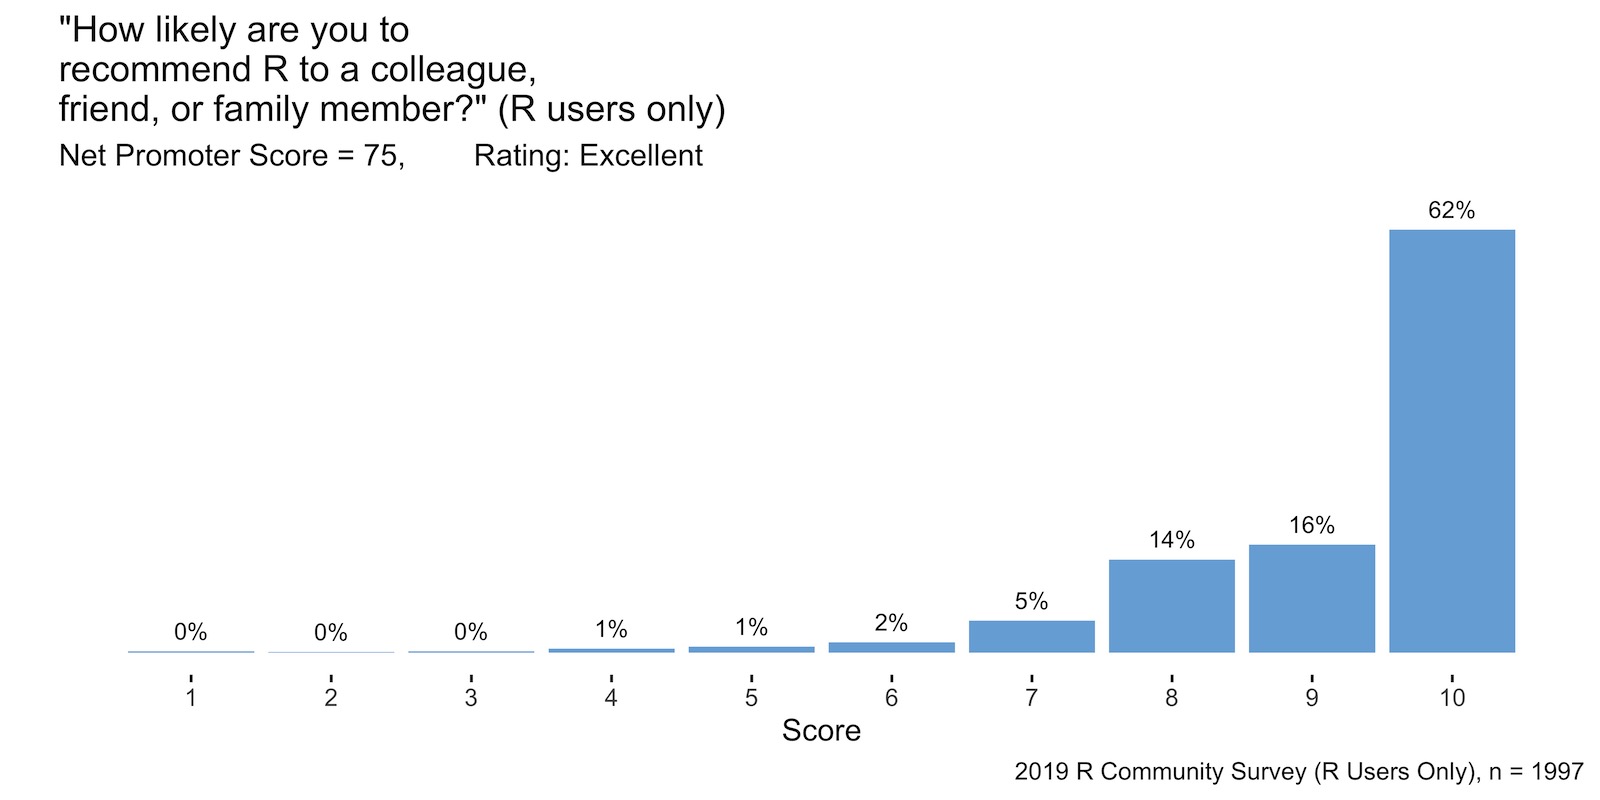 "How likely are you to
recommend R to a colleague,
friend, or family member?" (R users only)
Net Promoter Score = 75, Rating: Excellent
62%
16%
14%
5%
2%
1%
1%
0%
0%
0%
1 2 3 4 5 6 7 8 9 10
Score
2019 R Community Survey (R Users Only), n = 1997